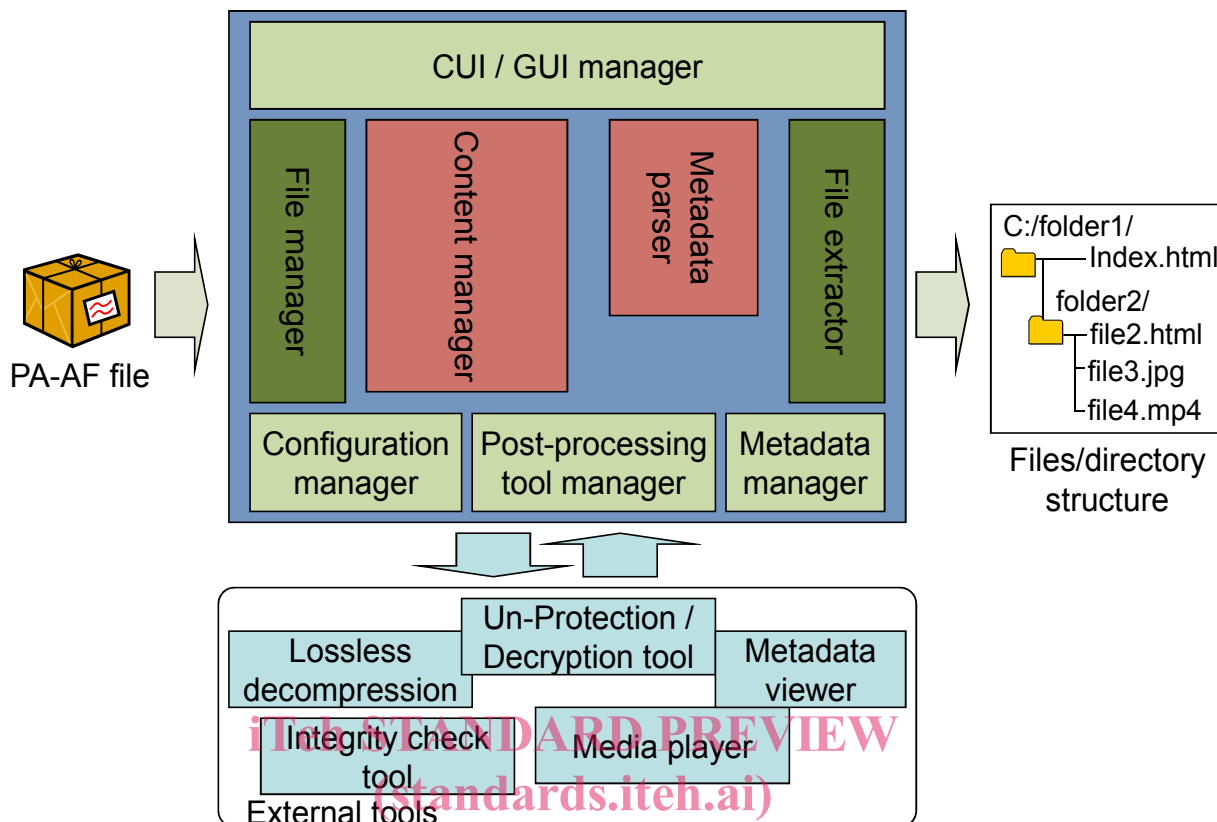 CUI / GUI manager
File manager
Content manager
Metadata
parser
File extractor
PA-AF file
C:/folder1/
Index.html
folder2/
file2.html
file3.jpg
file4.mp4
Files/directory
structure
Configuration
manager
Post-processing
tool manager
Metadata
manager
Un-Protection /
Decryption tool
Lossless
decompression
Metadata
viewer
iTeh STANDARD PREVIEW
Integrity check
tool
Media player
(standards.iteh.ai)
External tools